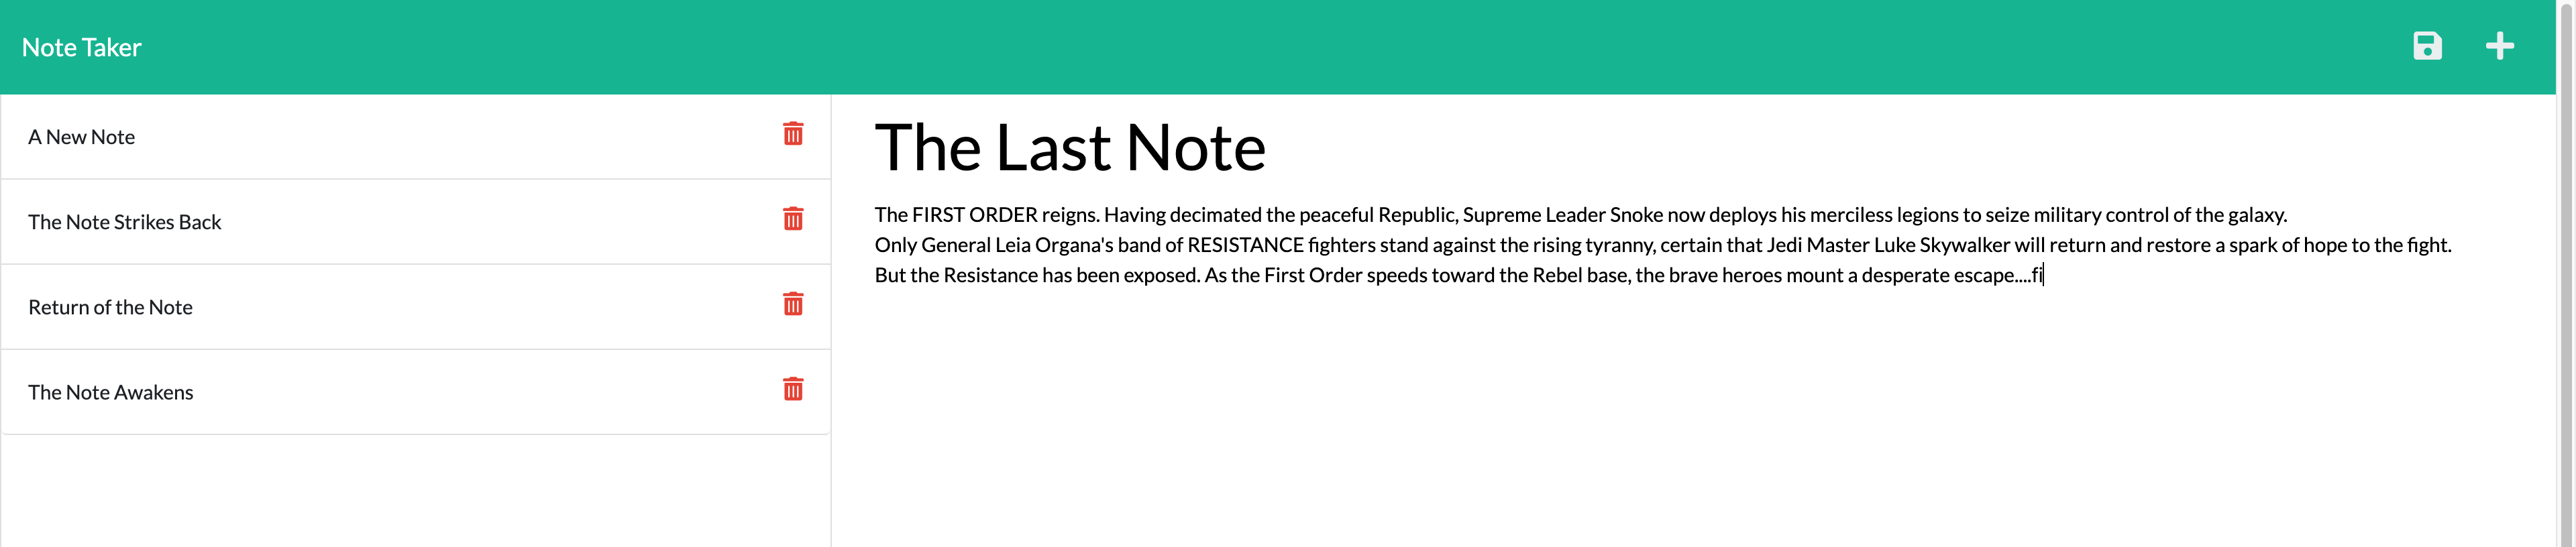 Note Taker
A New Note
The Note Strikes Back
Return of the Note
The Note Awakens
The Last Note
The FIRST ORDER reigns. Having decimated the peaceful Republic, Supreme Leader Snoke now deploys his merciless legions to seize military control of the galaxy.
Only General Leia Organa's band of RESISTANCE fighters stand against the rising tyranny, certain that Jedi Master Luke Skywalker will return and restore a spark of hope to the fight.
But the Resistance has been exposed. As the First Order speeds toward the Rebel base, the brave heroes mount a desperate escape....fi